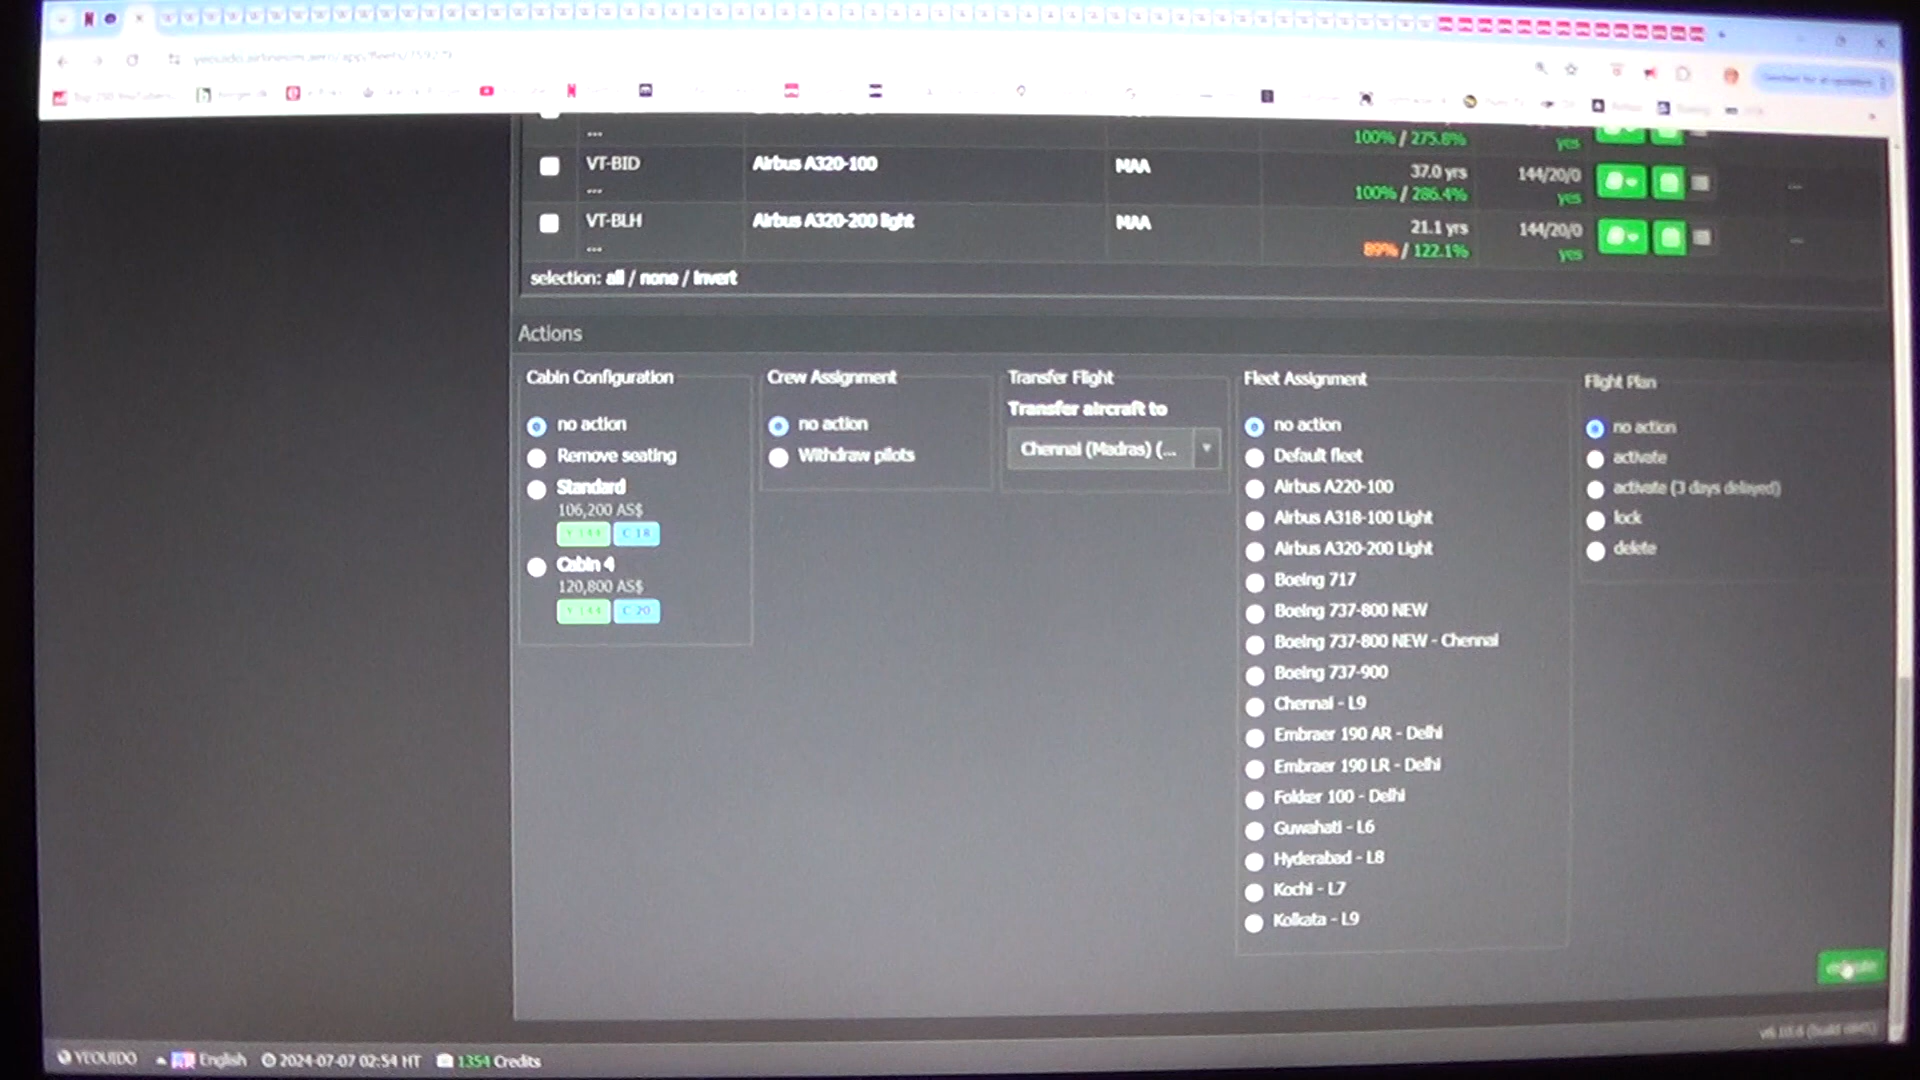 100% / 275.8%
yes
VT-BID
Airbus A320-100
MAA
37.0 yrs
100% / 286.4%
144/20/0
yes
VT-BLH
Airbus A320-200 light
MAA
21.1 yrs
89% / 122.1%
144/20/0
yes
selection: all / none / invert
Actions
Cabin Configuration
no action
Remove seating
Standard
106,200 AS$
Y 144 C 18
Cabin 4
120,800 AS$
Y 144 C 20
Crew Assignment
no action
Withdraw pilots
Transfer Flight
Transfer aircraft to
Chennai (Madras) (...
Fleet Assignment
no action
Default fleet
Airbus A220-100
Airbus A318-100 Light
Airbus A320-200 Light
Boeing 717
Boeing 737-800 NEW
Boeing 737-800 NEW - Chennai
Boeing 737-900
Chennai - L9
Embraer 190 AR - Delhi
Embraer 190 LR - Delhi
Fokker 100 - Delhi
Guwahati - L6
Hyderabad - L8
Kochi - L7
Kolkata - L9
Flight Plan
no action
activate
activate (3 days delayed)
lock
delete
YEOUIDO English 2024-07-07 02:54 HT 1354 Credits